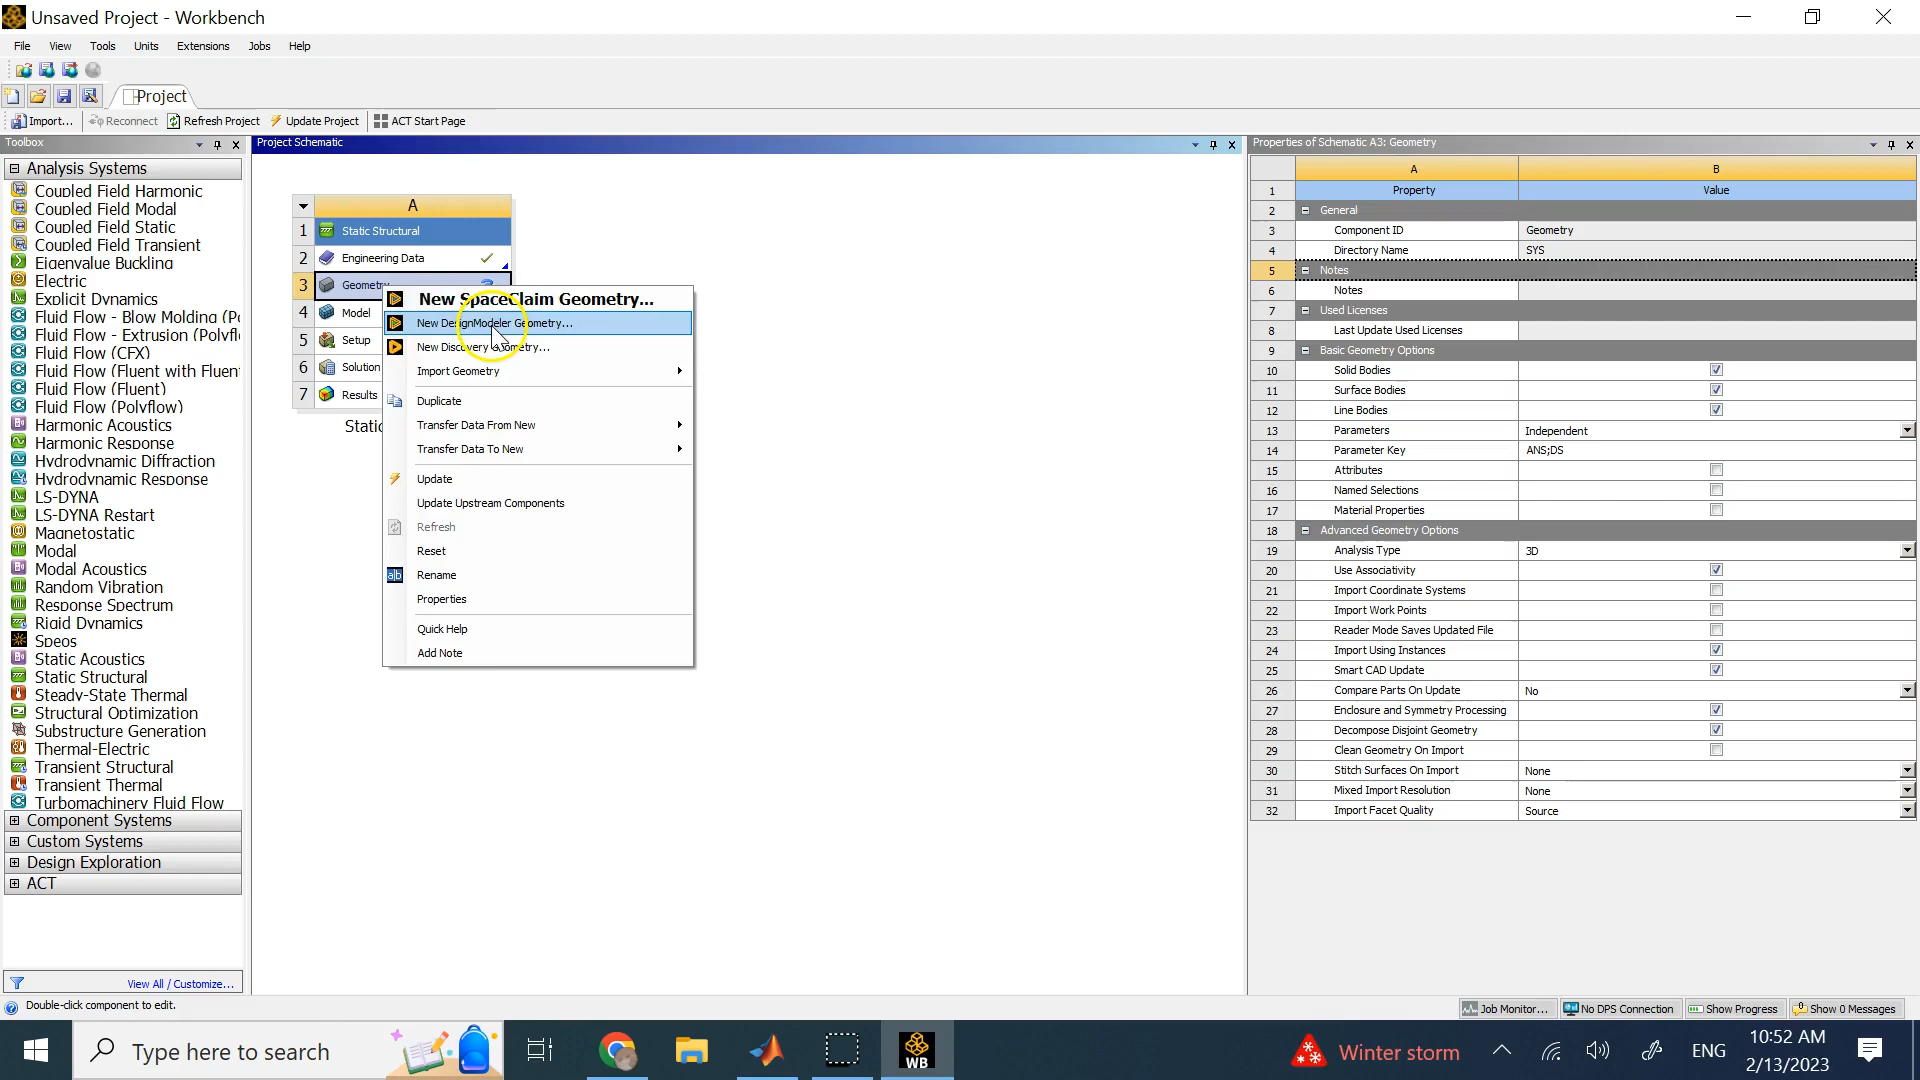 Unsaved Project - Workbench
File View Tools Units Extensions Jobs Help
Project
Import... Reconnect Refresh Project Update Project ACT Start Page
Toolbox
Analysis Systems
Coupled Field Harmonic
Coupled Field Modal
Coupled Field Static
Coupled Field Transient
Eigenvalue Buckling
Electric
Explicit Dynamics
Fluid Flow - Blow Molding (Po
Fluid Flow - Extrusion (Polyfl
Fluid Flow (CFX)
Fluid Flow (Fluent with Fluen
Fluid Flow (Fluent)
Fluid Flow (Polyflow)
Harmonic Acoustics
Harmonic Response
Hydrodynamic Diffraction
Hydrodynamic Response
LS-DYNA
LS-DYNA Restart
Magnetostatic
Modal
Modal Acoustics
Random Vibration
Response Spectrum
Rigid Dynamics
Speos
Static Acoustics
Static Structural
Steady-State Thermal
Structural Optimization
Substructure Generation
Thermal-Electric
Transient Structural
Transient Thermal
Turbomachinery Fluid Flow
Component Systems
Custom Systems
Design Exploration
ACT
View All / Customize...
Project Schematic
A
1 Static Structural
2 Engineering Data
3 Geometry
4 Model
5 Setup
6 Solution
7 Results
Static
New SpaceClaim Geometry...
New DesignModeler Geometry...
New Discovery Geometry...
Import Geometry
Duplicate
Transfer Data From New
Transfer Data To New
Update
Update Upstream Components
Refresh
Reset
a|b Rename
Properties
Quick Help
Add Note
Properties of Schematic A3: Geometry
A B
1 Property Value
2 General
3 Component ID Geometry
4 Directory Name SYS
5 Notes
6 Notes
7 Used Licenses
8 Last Update Used Licenses
9 Basic Geometry Options
10 Solid Bodies
11 Surface Bodies
12 Line Bodies
13 Parameters Independent
14 Parameter Key ANS;DS
15 Attributes
16 Named Selections
17 Material Properties
18 Advanced Geometry Options
19 Analysis Type 3D
20 Use Associativity
21 Import Coordinate Systems
22 Import Work Points
23 Reader Mode Saves Updated File
24 Import Using Instances
25 Smart CAD Update
26 Compare Parts On Update No
27 Enclosure and Symmetry Processing
28 Decompose Disjoint Geometry
29 Clean Geometry On Import
30 Stitch Surfaces On Import None
31 Mixed Import Resolution None
32 Import Facet Quality Source
Double-click component to edit.
Job Monitor... No DPS Connection Show Progress Show 0 Messages
Type here to search
WB
Winter storm
ENG
10:52 AM
2/13/2023